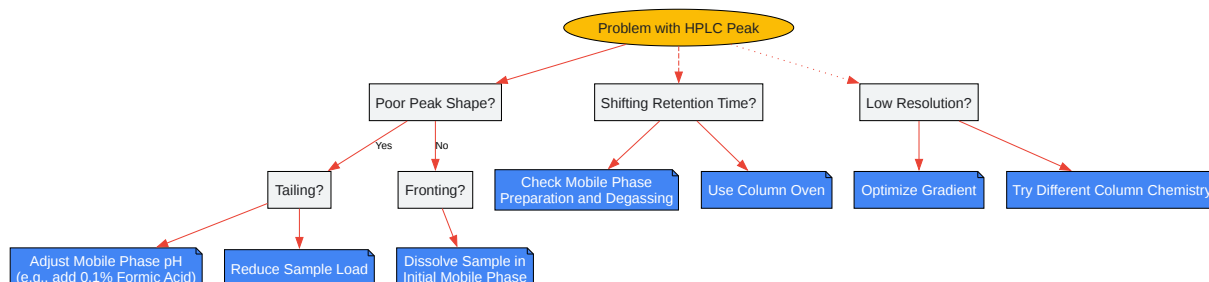 Problem with HPLC Peak
Poor Peak Shape?
Shifting Retention Time?
Low Resolution?
Yes
No
Tailing?
Fronting?
Check Mobile Phase
Preparation and Degassing
Use Column Oven
Optimize Gradient
Try Different Column Chemistry
Adjust Mobile Phase pH
(e.g., add 0.1% Formic Acid)
Reduce Sample Load
Dissolve Sample in
Initial Mobile Phase